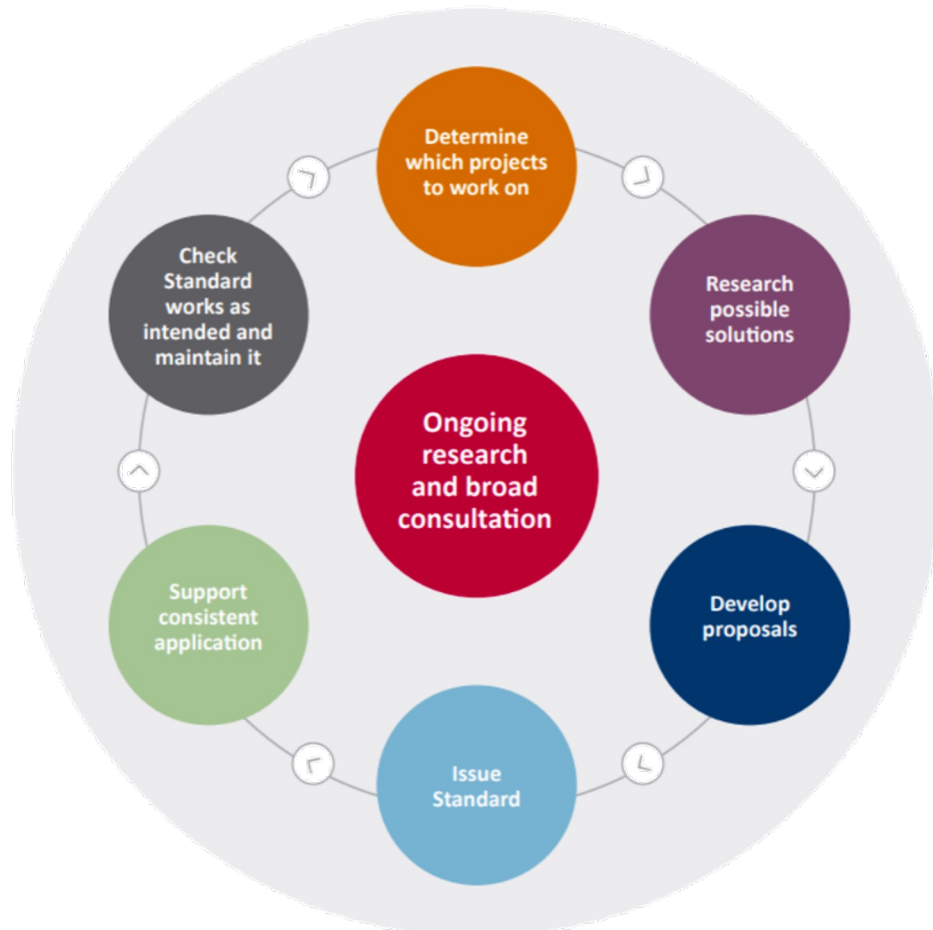 Determine
which projects
to work on
Research
possible
solutions
Develop
proposals
Issue
Standard
Support
consistent
application
Check
Standard
works as
intended and
maintain it
Ongoing
research
and broad
consultation